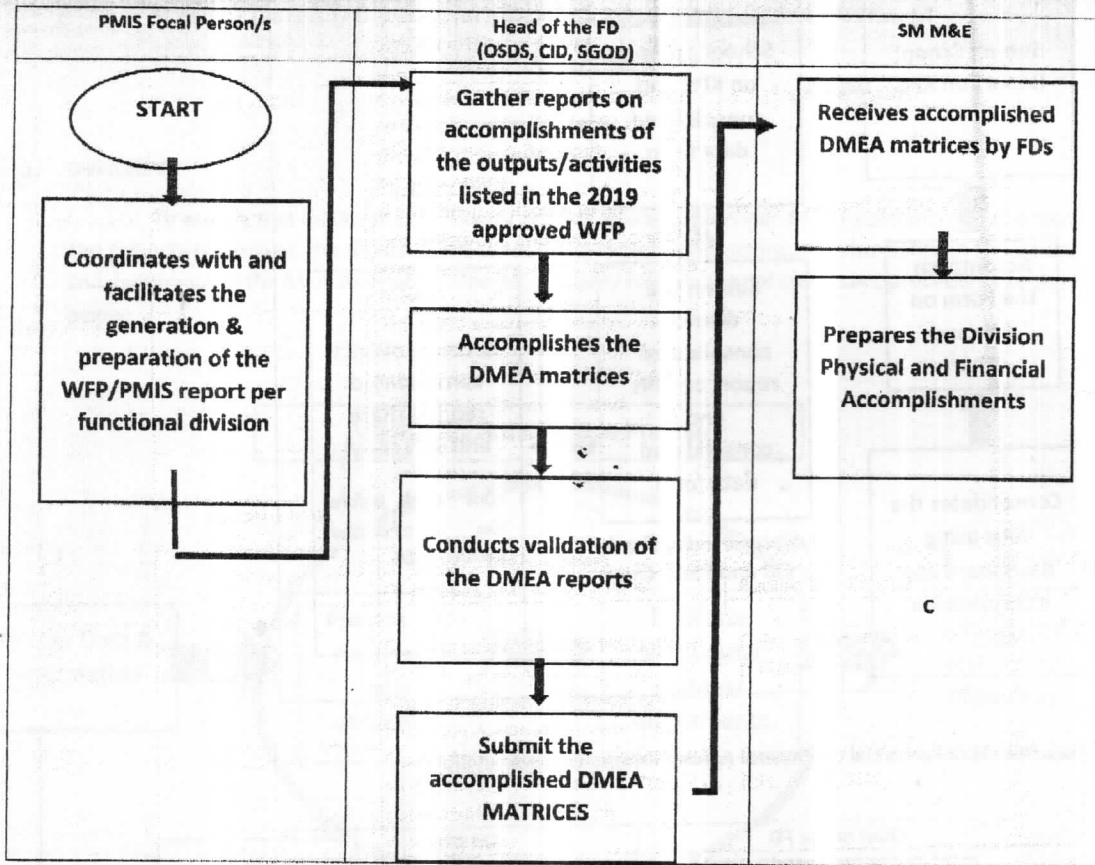 PMIS Focal Person/s
Head of the FD
(OSDS, CID, SGOD)
SM M&E
START
Coordinates with and
facilitates the
generation &
preparation of the
WFP/PMIS report per
functional division
Gather reports on
accomplishments of
the outputs/activities
listed in the 2019
approved WFP
Accomplishes the
DMEA matrices
Conducts validation of
the DMEA reports
Submit the
accomplished DMEA
MATRICES
Receives accomplished
DMEA matrices by FDs
Prepares the Division
Physical and Financial
Accomplishments
C